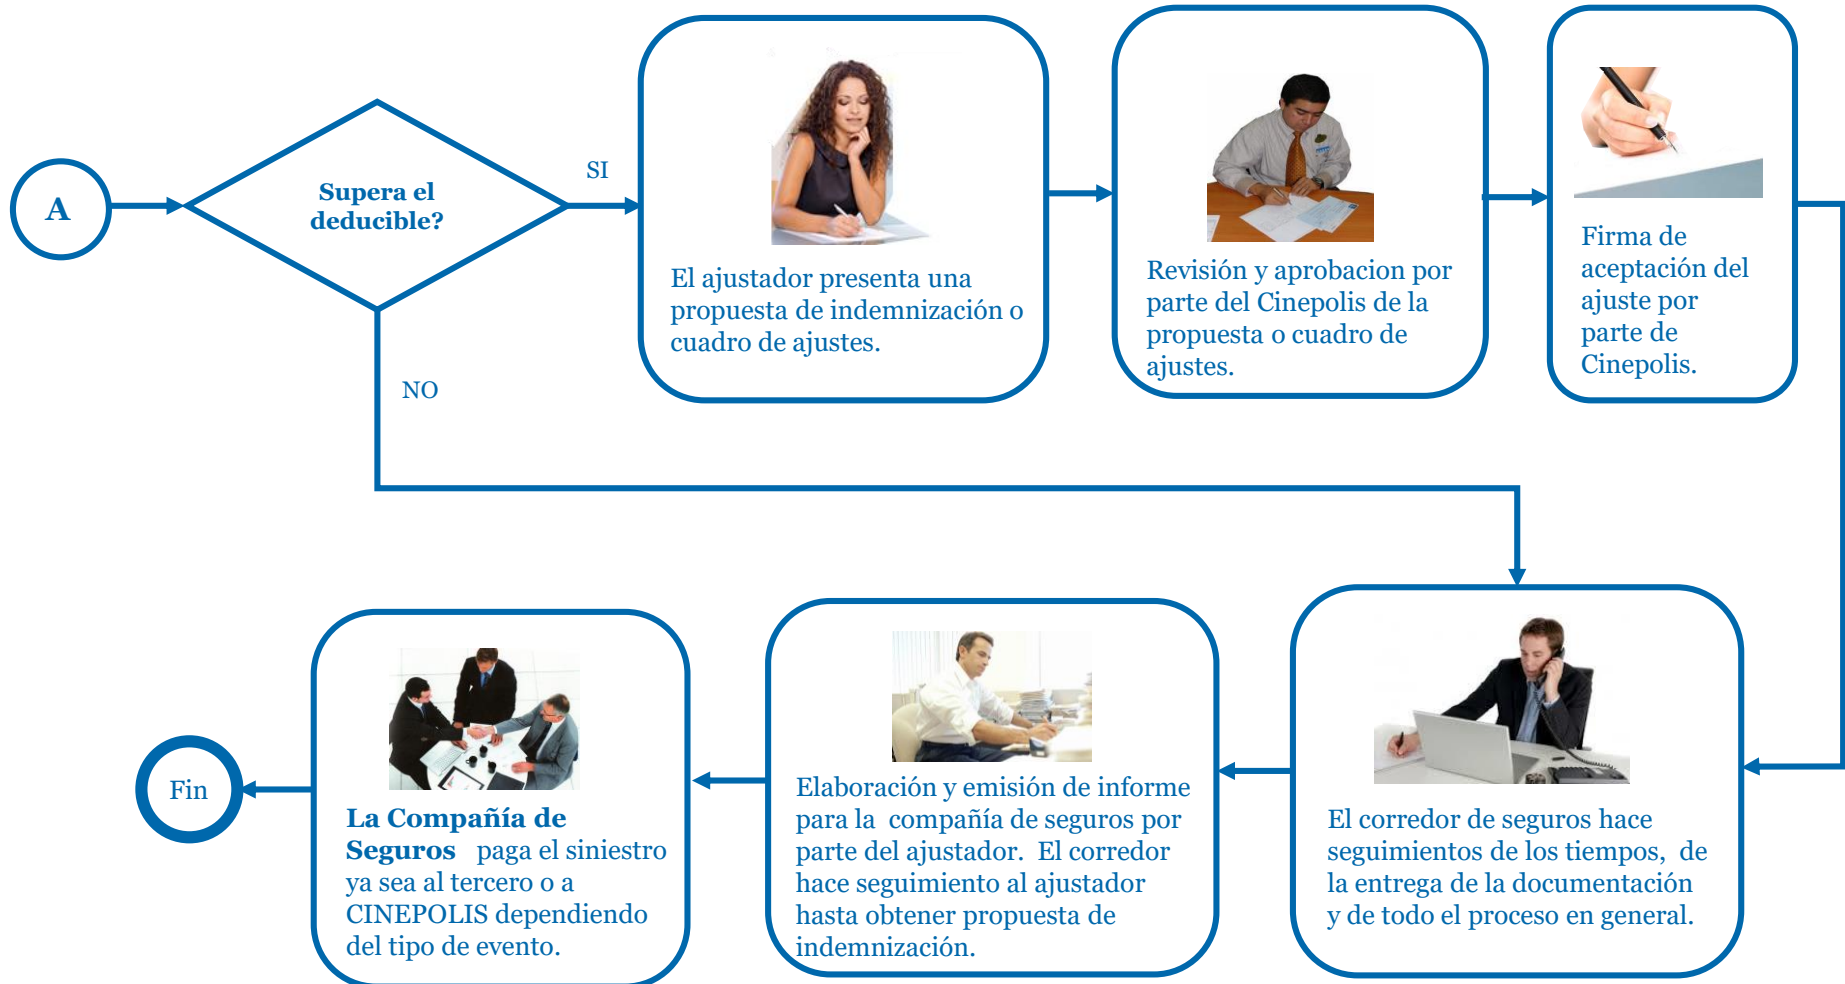 A
Supera el
deducible?
SI
NO
El ajustador presenta una
propuesta de indemnización o
cuadro de ajustes.
Revisión y aprobacion por
parte del Cinepolis de la
propuesta o cuadro de
ajustes.
Firma de
aceptación del
ajuste por
parte de
Cinepolis.
El corredor de seguros hace
seguimientos de los tiempos, de
la entrega de la documentación
y de todo el proceso en general.
Elaboración y emisión de informe
para la compañía de seguros por
parte del ajustador. El corredor
hace seguimiento al ajustador
hasta obtener propuesta de
indemnización.
La Compañía de
Seguros paga el siniestro
ya sea al tercero o a
CINEPOLIS dependiendo
del tipo de evento.
Fin